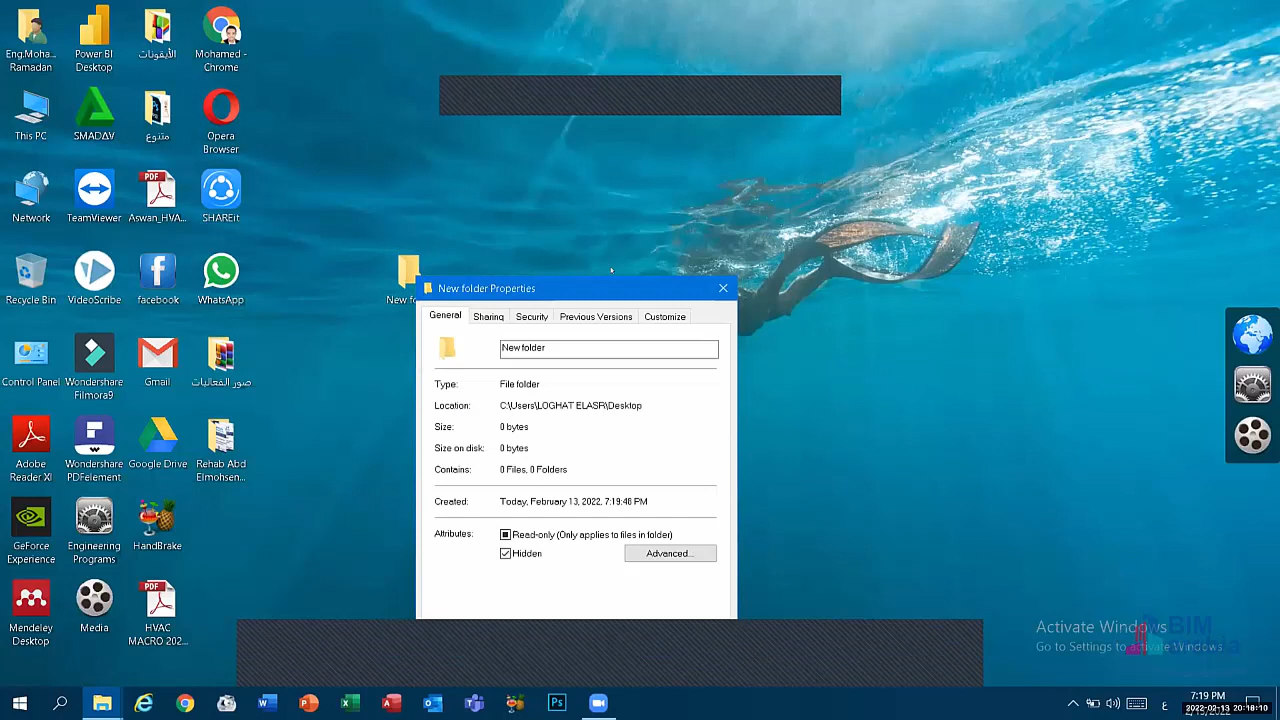 Eng.Moha...
Ramadan
Power BI
Desktop
الأيقونات
Mohamed -
Chrome
This PC
SMADAV
متنوع
Opera
Browser
Network
TeamViewer
Aswan_HVA...
SHAREit
Recycle Bin
VideoScribe
facebook
WhatsApp
Control Panel
Wondershare
Filmora9
Gmail
صور الفعاليات
Adobe
Reader XI
Wondershare
PDFelement
Google Drive
Rehab Abd
Elmohsen...
GeForce
Experience
Engineering
Programs
HandBrake
Mendeley
Desktop
Media
HVAC
MACRO 202...
PDF
PDF
New folder Properties
General
Sharing
Security
Previous Versions
Customize
New folder
Type:
File folder
Location:
C:\Users\LOGHAT ELASR\Desktop
Size:
0 bytes
Size on disk:
0 bytes
Contains:
0 Files, 0 Folders
Created:
Today, February 13, 2022, 7:19:48 PM
Attributes:
Read-only (Only applies to files in folder)
Hidden
Advanced...
Activate Windows
Go to Settings to activate Windows.
BIM
Ps
ع
7:19 PM
2022-02-13 20:16:10